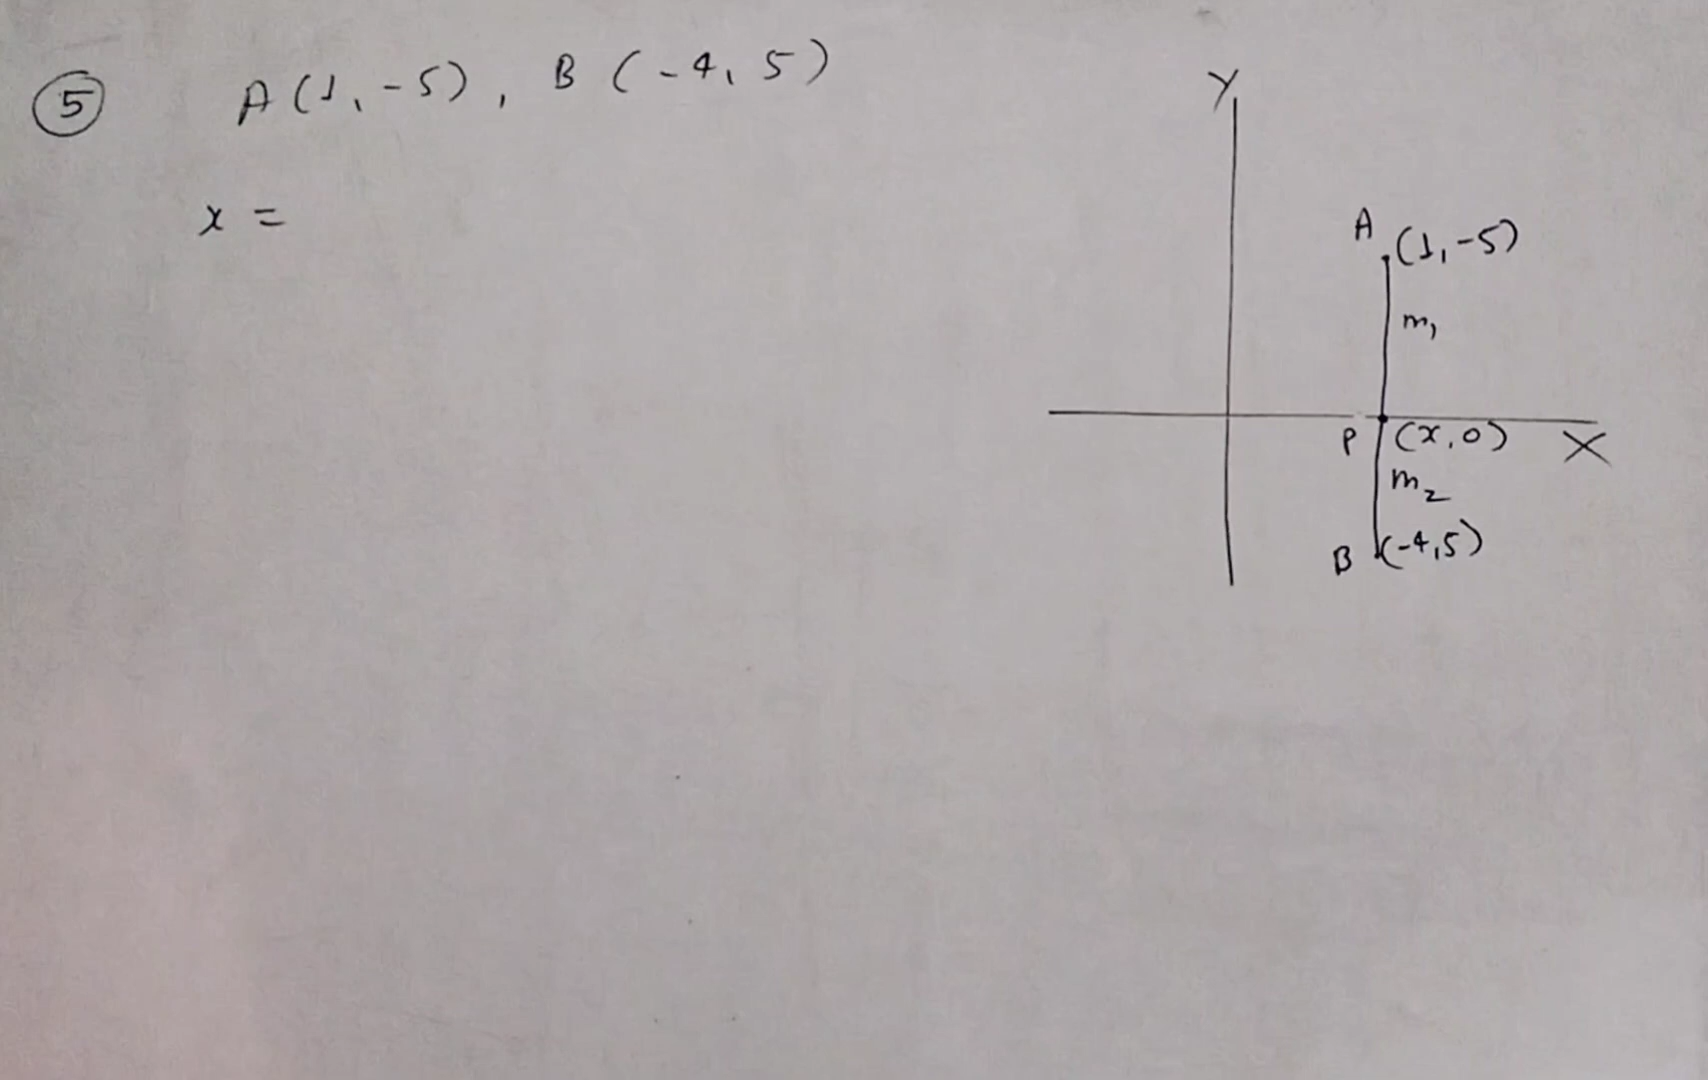 ⑤ A(1, -5), B(-4, 5)
x =
Y
A (1, -5)
m₁
P (x, 0) X
m₂
B (-4, 5)